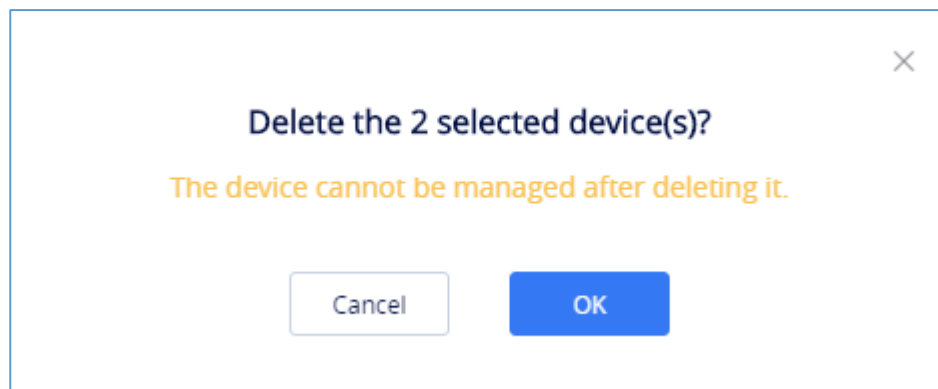 Delete the 2 selected device(s)?
The device cannot be managed after deleting it.
Cancel
OK